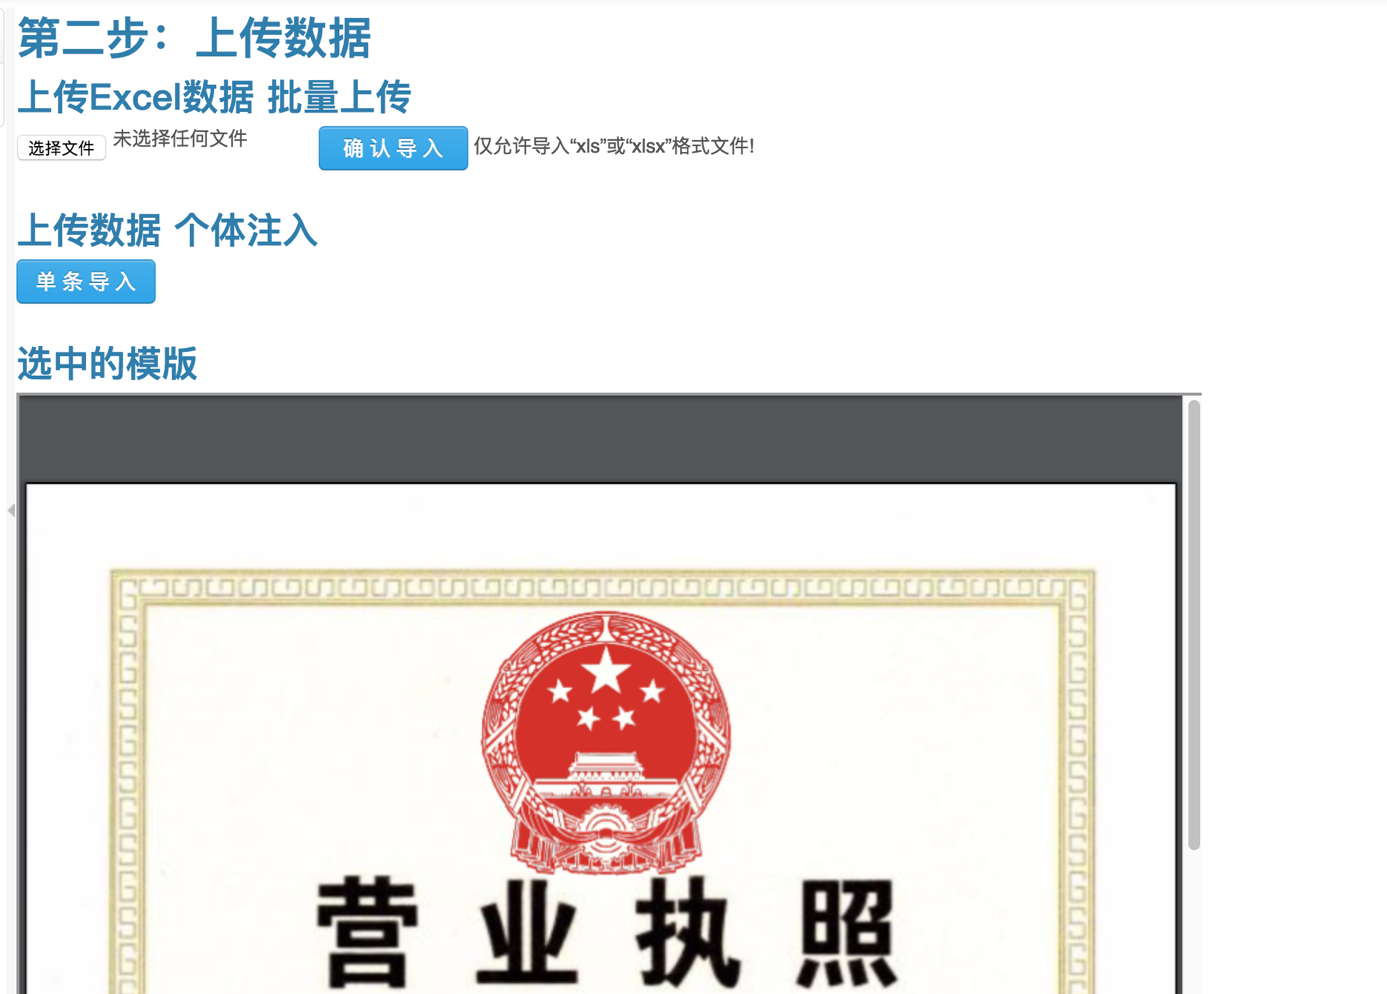 第二步：上传数据
上传Excel数据 批量上传
选择文件 未选择任何文件 确认导入 仅允许导入“xls”或“xlsx”格式文件!
上传数据 个体注入
单条导入
选中的模版
营业执照